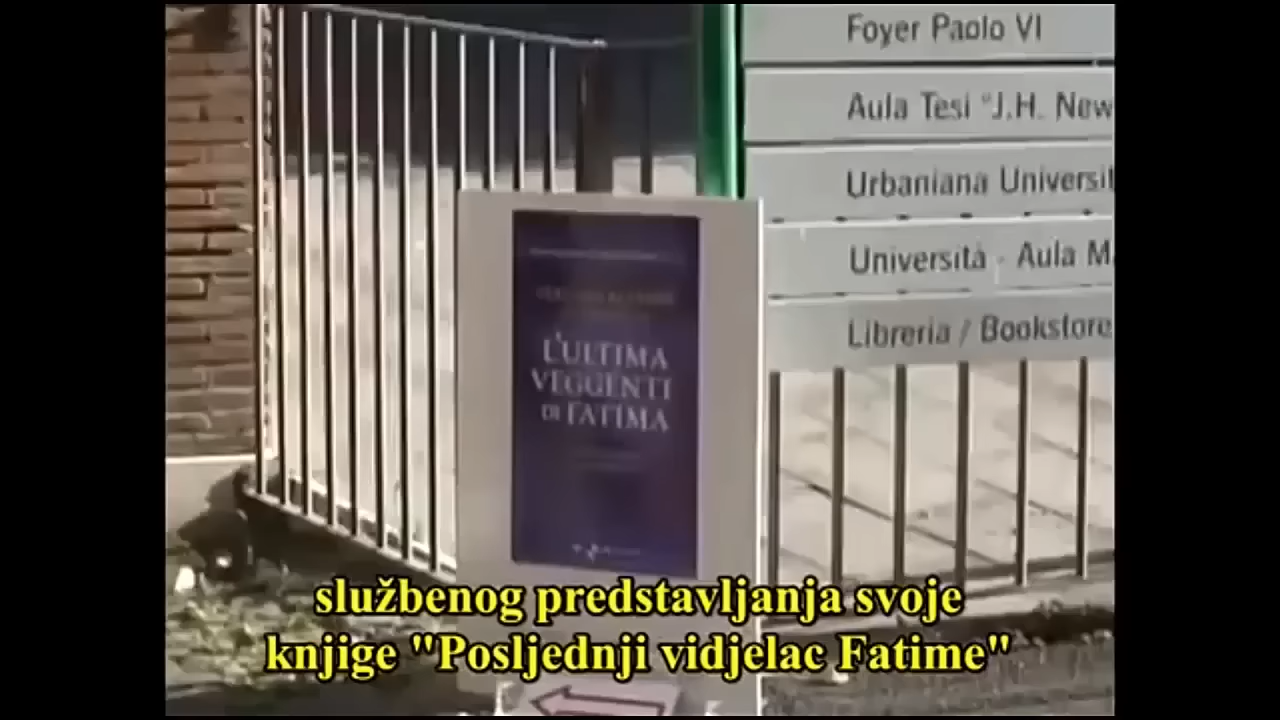 Foyer Paolo VI
Aula Tesi "J.H. New
Urbaniana Universit
Università - Aula M
Libreria / Bookstore
L'ULTIMA
VEGGENTI
DI FATIMA
službenog predstavljanja svoje
knjige "Posljednji vidjelac Fatime"